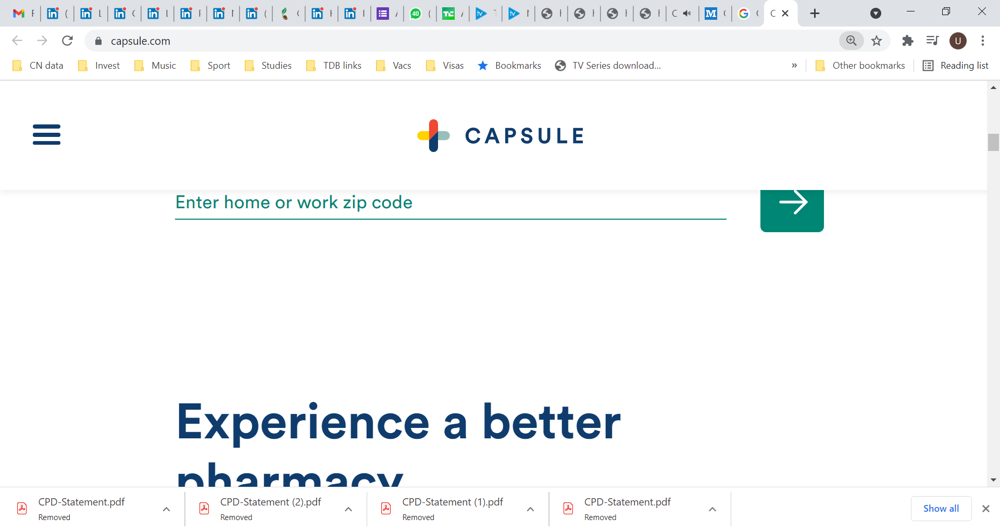 capsule.com
CN data
Invest
Music
Sport
Studies
TDB links
Vacs
Visas
Bookmarks
TV Series download...
»
Other bookmarks
Reading list
CAPSULE
Enter home or work zip code
Experience a better
pharmacy
CPD-Statement.pdf
Removed
CPD-Statement (2).pdf
Removed
CPD-Statement (1).pdf
Removed
CPD-Statement.pdf
Removed
Show all